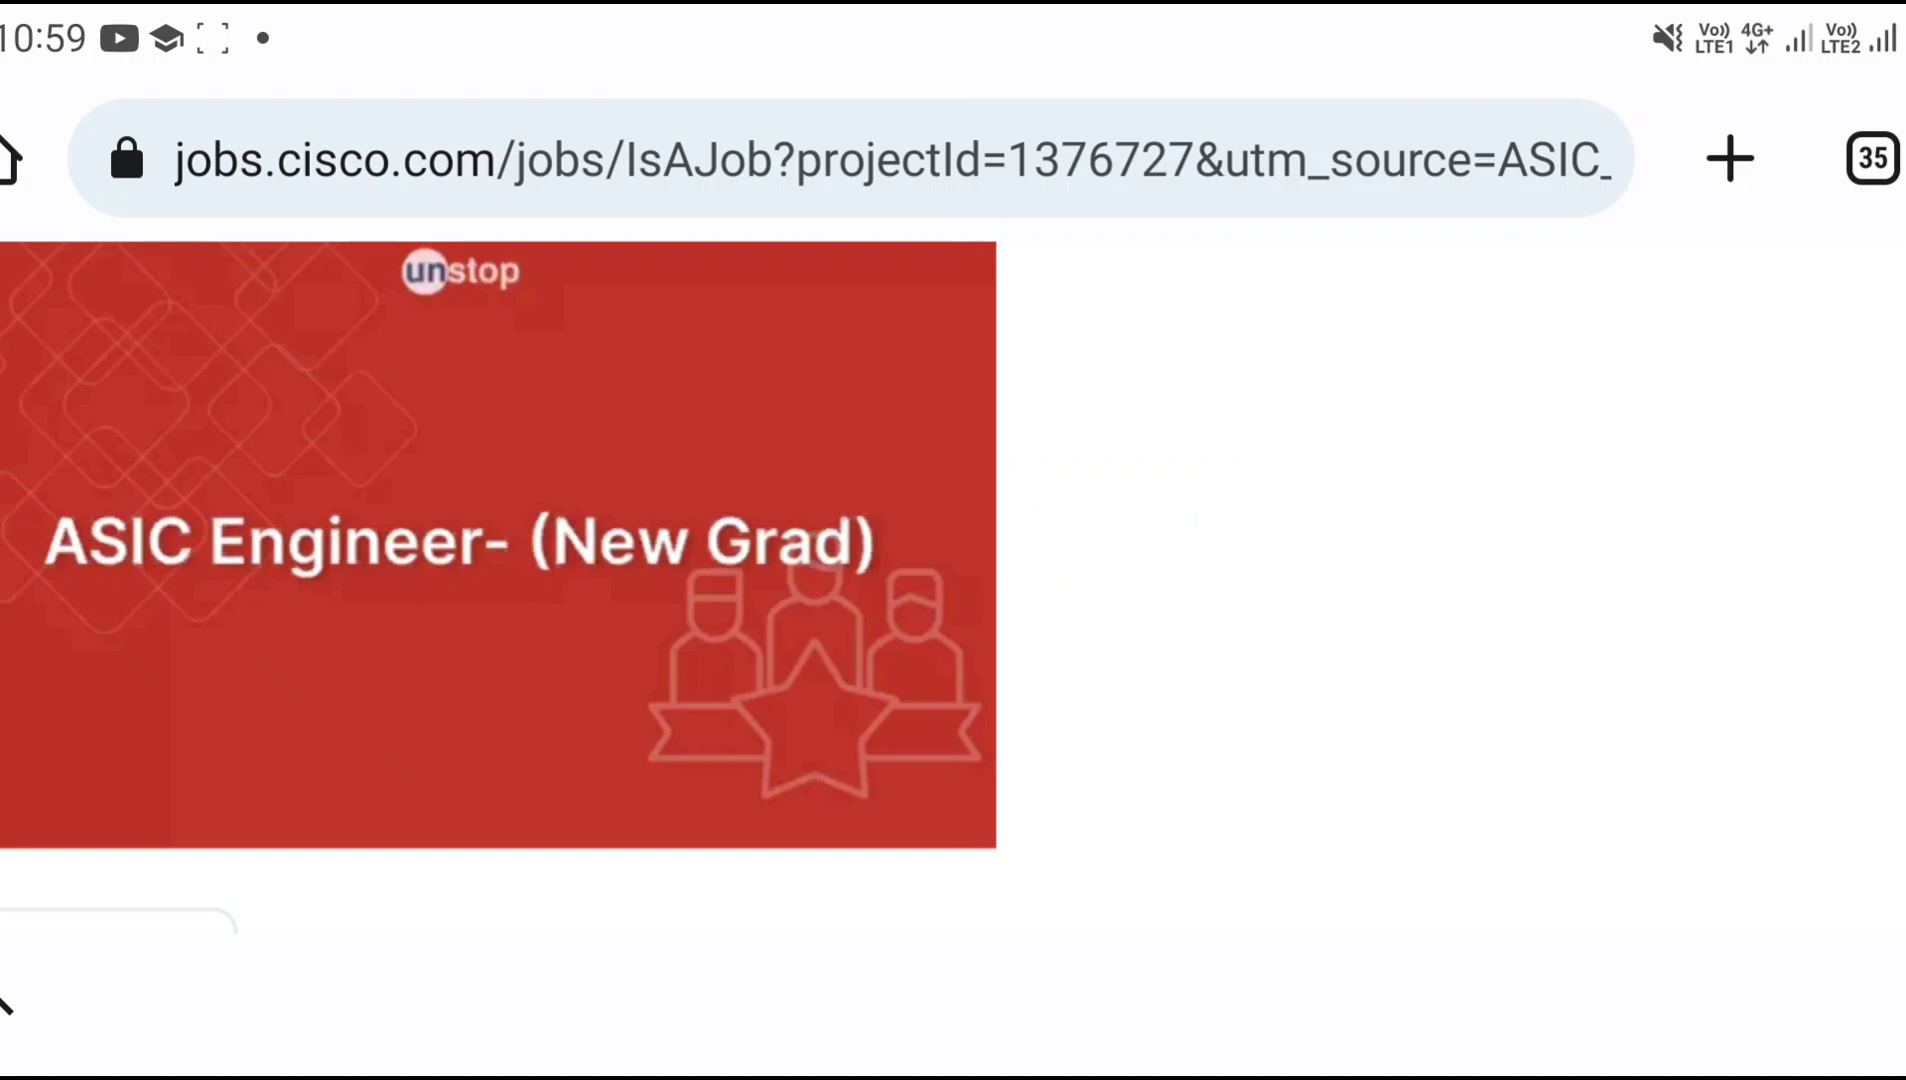 10:59
Vo)) LTE1 4G+ Vo)) LTE2
jobs.cisco.com/jobs/IsAJob?projectId=1376727&utm_source=ASIC_
35
unstop
ASIC Engineer- (New Grad)